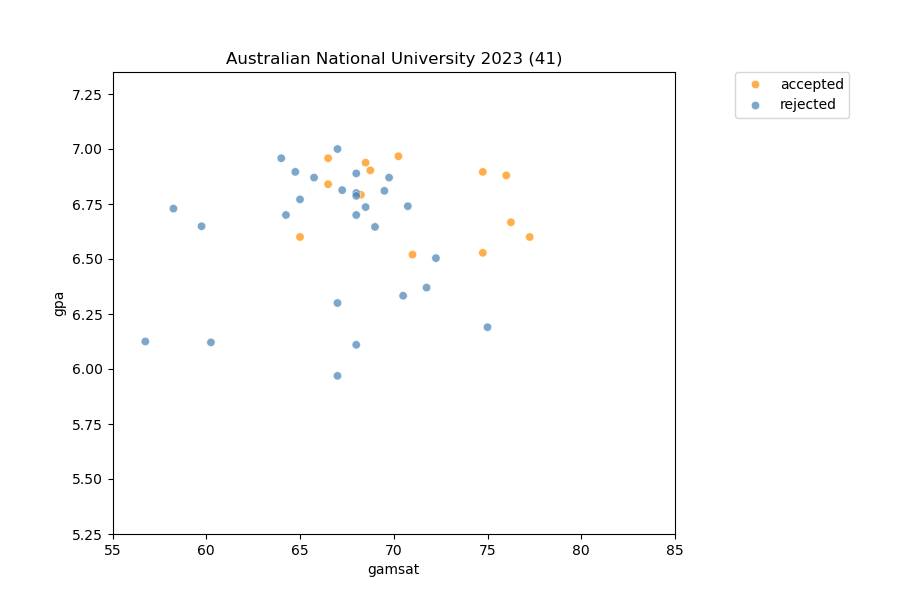 Australian National University 2023 (41)
accepted
rejected
7.25
7.00
6.75
6.50
6.25
6.00
5.75
5.50
5.25
gpa
55 60 65 70 75 80 85
gamsat